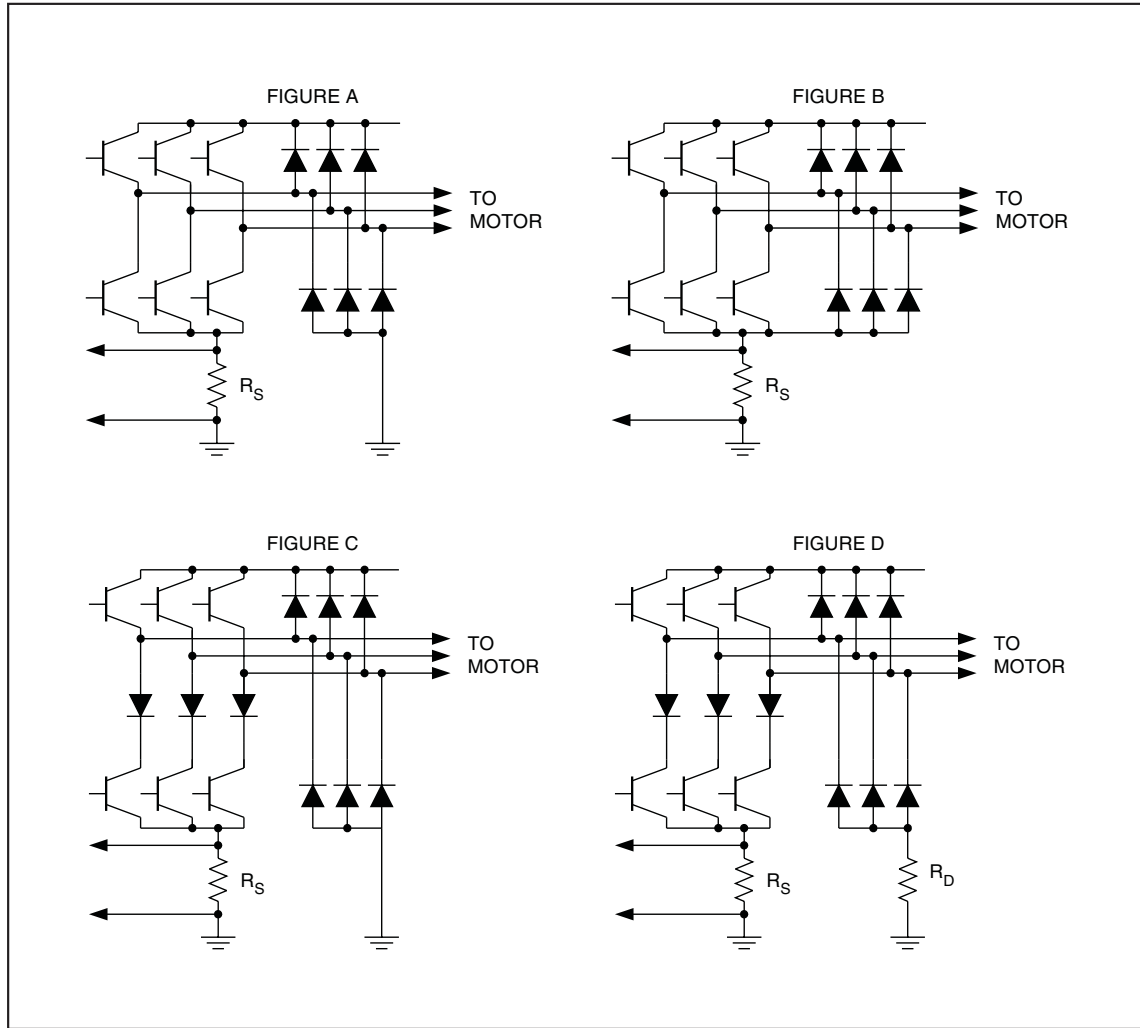 FIGURE A
TO
MOTOR
R_S
FIGURE B
TO
MOTOR
R_S
FIGURE C
TO
MOTOR
R_S
FIGURE D
TO
MOTOR
R_S
R_D